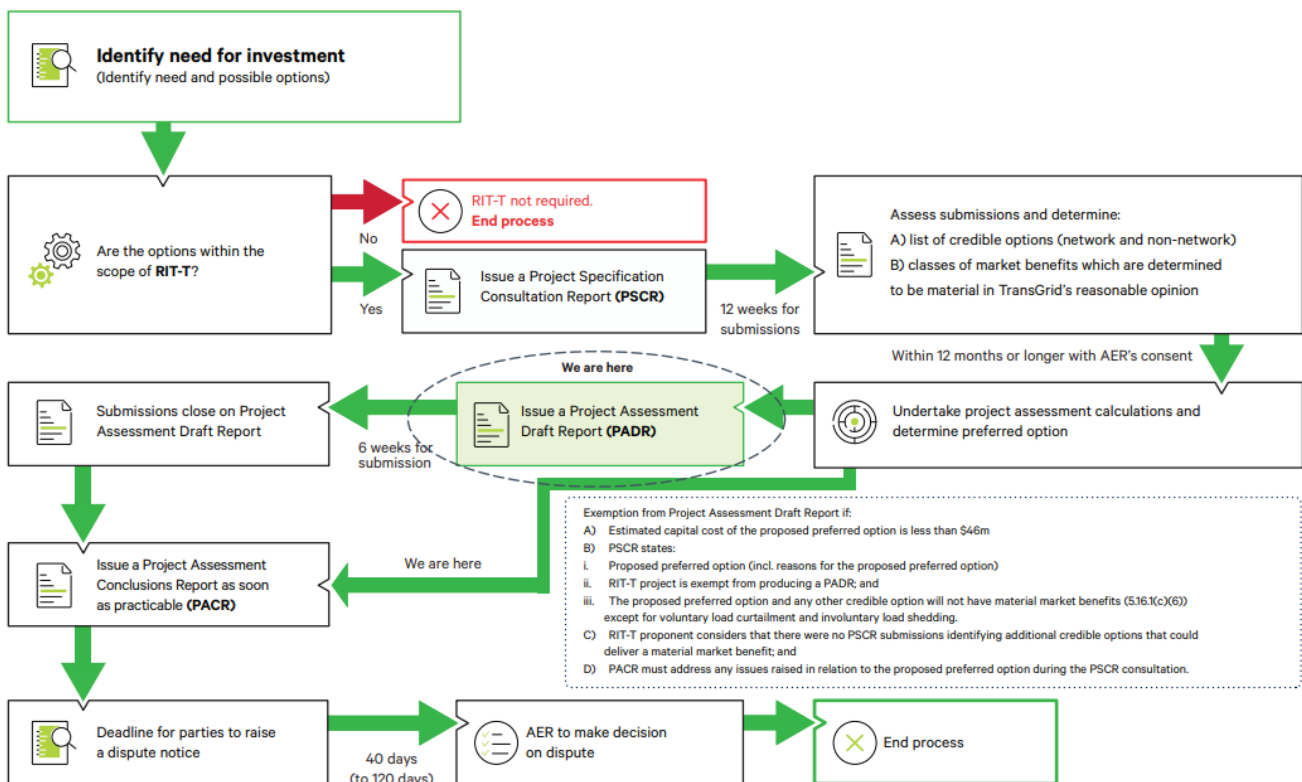 Identify need for investment
(Identify need and possible options)
Are the options within the
scope of RIT-T?
No
RIT-T not required.
End process
Yes
Issue a Project Specification
Consultation Report (PSCR)
12 weeks for
submissions
Assess submissions and determine:
A) list of credible options (network and non-network)
B) classes of market benefits which are determined
to be material in TransGrid's reasonable opinion
Within 12 months or longer with AER's consent
Undertake project assessment calculations and
determine preferred option
We are here
Issue a Project Assessment
Draft Report (PADR)
6 weeks for
submission
Submissions close on Project
Assessment Draft Report
Exemption from Project Assessment Draft Report if:
A) Estimated capital cost of the proposed preferred option is less than $46m
B) PSCR states:
i. Proposed preferred option (incl. reasons for the proposed preferred option)
ii. RIT-T project is exempt from producing a PADR; and
iii. The proposed preferred option and any other credible option will not have material market benefits (5.16.1(c)(6))
except for voluntary load curtailment and involuntary load shedding.
C) RIT-T proponent considers that there were no PSCR submissions identifying additional credible options that could
deliver a material market benefit; and
D) PACR must address any issues raised in relation to the proposed preferred option during the PSCR consultation.
We are here
Issue a Project Assessment
Conclusions Report as soon
as practicable (PACR)
Deadline for parties to raise
a dispute notice
40 days
(to 120 days)
AER to make decision
on dispute
End process